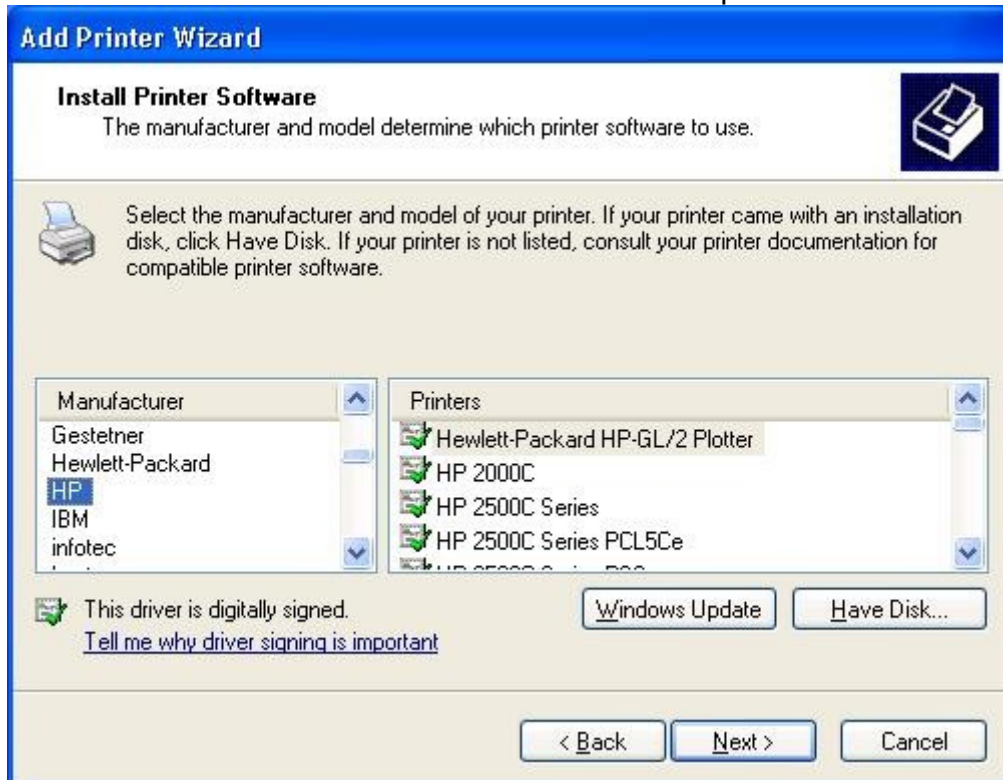 Add Printer Wizard
Install Printer Software
The manufacturer and model determine which printer software to use.
Select the manufacturer and model of your printer. If your printer came with an installation
disk, click Have Disk. If your printer is not listed, consult your printer documentation for
compatible printer software.
Manufacturer
Gestetner
Hewlett-Packard
HP
IBM
infotec
Printers
Hewlett-Packard HP-GL/2 Plotter
HP 2000C
HP 2500C Series
HP 2500C Series PCL5Ce
This driver is digitally signed.
Tell me why driver signing is important
Windows Update
Have Disk...
< Back
Next >
Cancel